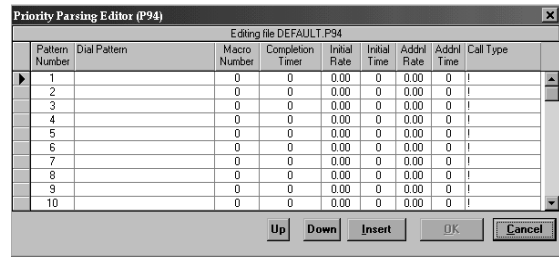 Priority Parsing Editor (P94)
Editing file DEFAULT.P94
Pattern Number Dial Pattern Macro Number Completion Timer Initial Rate Initial Time Addnl Rate Addnl Time Call Type
1 0 0 0.00 0 0.00 0 !
2 0 0 0.00 0 0.00 0 !
3 0 0 0.00 0 0.00 0 !
4 0 0 0.00 0 0.00 0 !
5 0 0 0.00 0 0.00 0 !
6 0 0 0.00 0 0.00 0 !
7 0 0 0.00 0 0.00 0 !
8 0 0 0.00 0 0.00 0 !
9 0 0 0.00 0 0.00 0 !
10 0 0 0.00 0 0.00 0 !
Up Down Insert OK Cancel